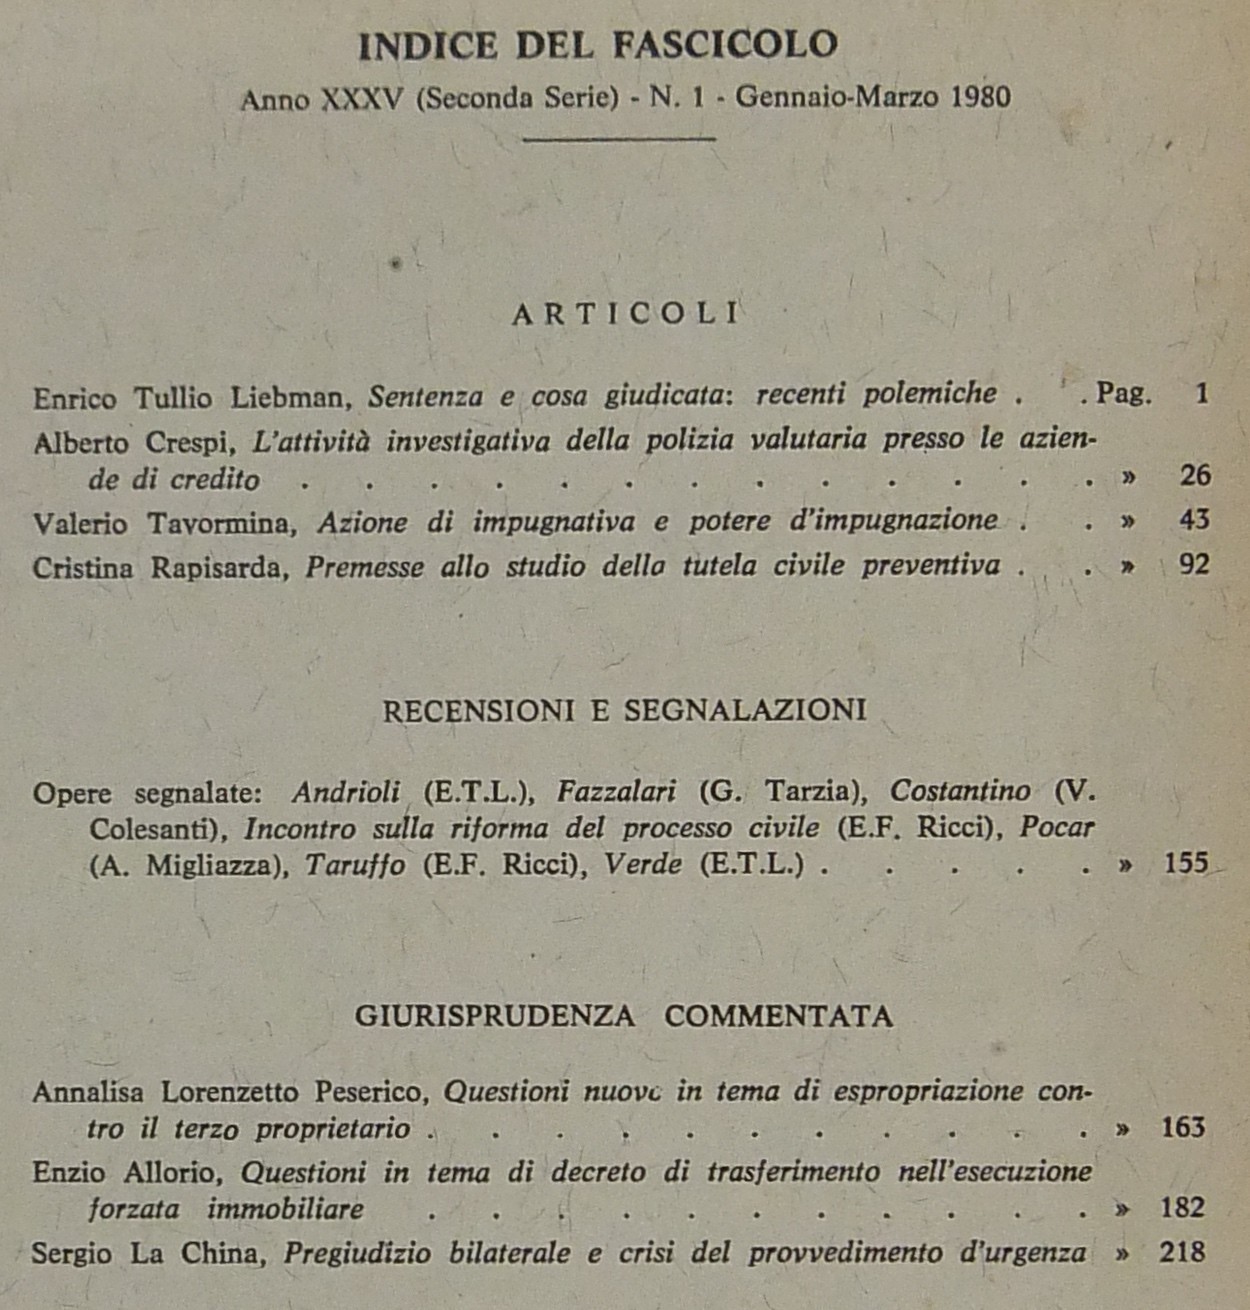 INDICE DEL FASCICOLO
Anno XXXV (Seconda Serie) - N. 1 - Gennaio-Marzo 1980
ARTICOLI
Enrico Tullio Liebman, Sentenza e cosa giudicata: recenti polemiche . . Pag. 1
Alberto Crespi, L'attività investigativa della polizia valutaria presso le azien-
de di credito . . . . . . . . . . . . . » 26
Valerio Tavormina, Azione di impugnativa e potere d'impugnazione . . » 43
Cristina Rapisarda, Premesse allo studio della tutela civile preventiva . . » 92
RECENSIONI E SEGNALAZIONI
Opere segnalate: Andrioli (E.T.L.), Fazzalari (G. Tarzia), Costantino (V.
Colesanti), Incontro sulla riforma del processo civile (E.F. Ricci), Pocar
(A. Migliazza), Taruffo (E.F. Ricci), Verde (E.T.L.) . . . . . » 155
GIURISPRUDENZA COMMENTATA
Annalisa Lorenzetto Peserico, Questioni nuove in tema di espropriazione con-
tro il terzo proprietario . . . . . . . . . . . » 163
Enzio Allorio, Questioni in tema di decreto di trasferimento nell'esecuzione
forzata immobiliare . . . . . . . . . . . » 182
Sergio La China, Pregiudizio bilaterale e crisi del provvedimento d'urgenza » 218